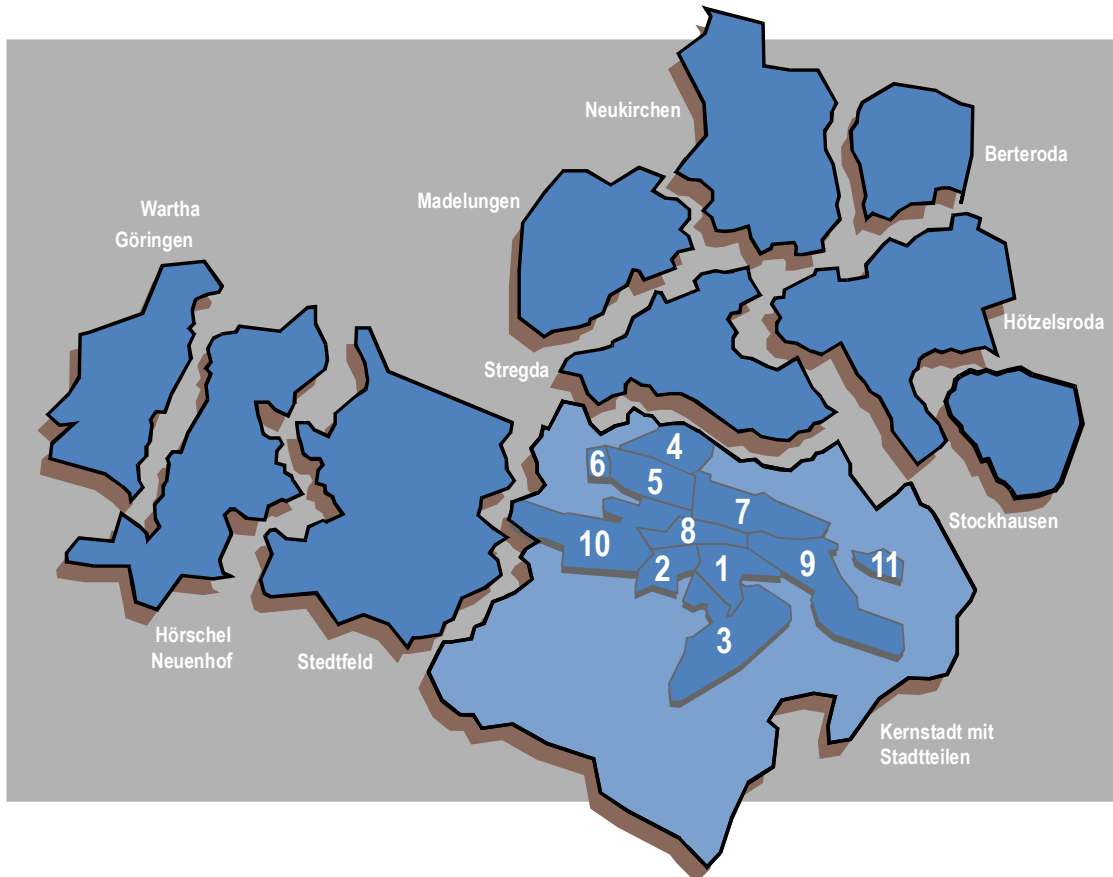 Neukirchen
Berteroda
Madelungen
Wartha
Göringen
Hötzelsroda
Stregda
4
6
5
7
Stockhausen
8
10
2
1
9
11
3
Hörschel
Neuenhof
Stedtfeld
Kernstadt mit
Stadtteilen